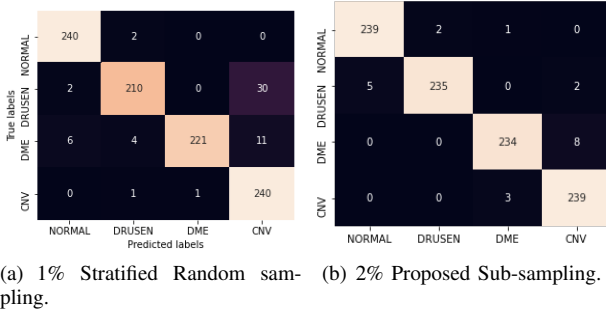 NORMAL 240 2 0 0
DRUSEN 2 210 0 30
DME 6 4 221 11
CNV 0 1 1 240
True labels
NORMAL DRUSEN DME CNV
Predicted labels
(a) 1% Stratified Random sam-
pling.
NORMAL 239 2 1 0
DRUSEN 5 235 0 2
DME 0 0 234 8
CNV 0 0 3 239
NORMAL DRUSEN DME CNV
(b) 2% Proposed Sub-sampling.